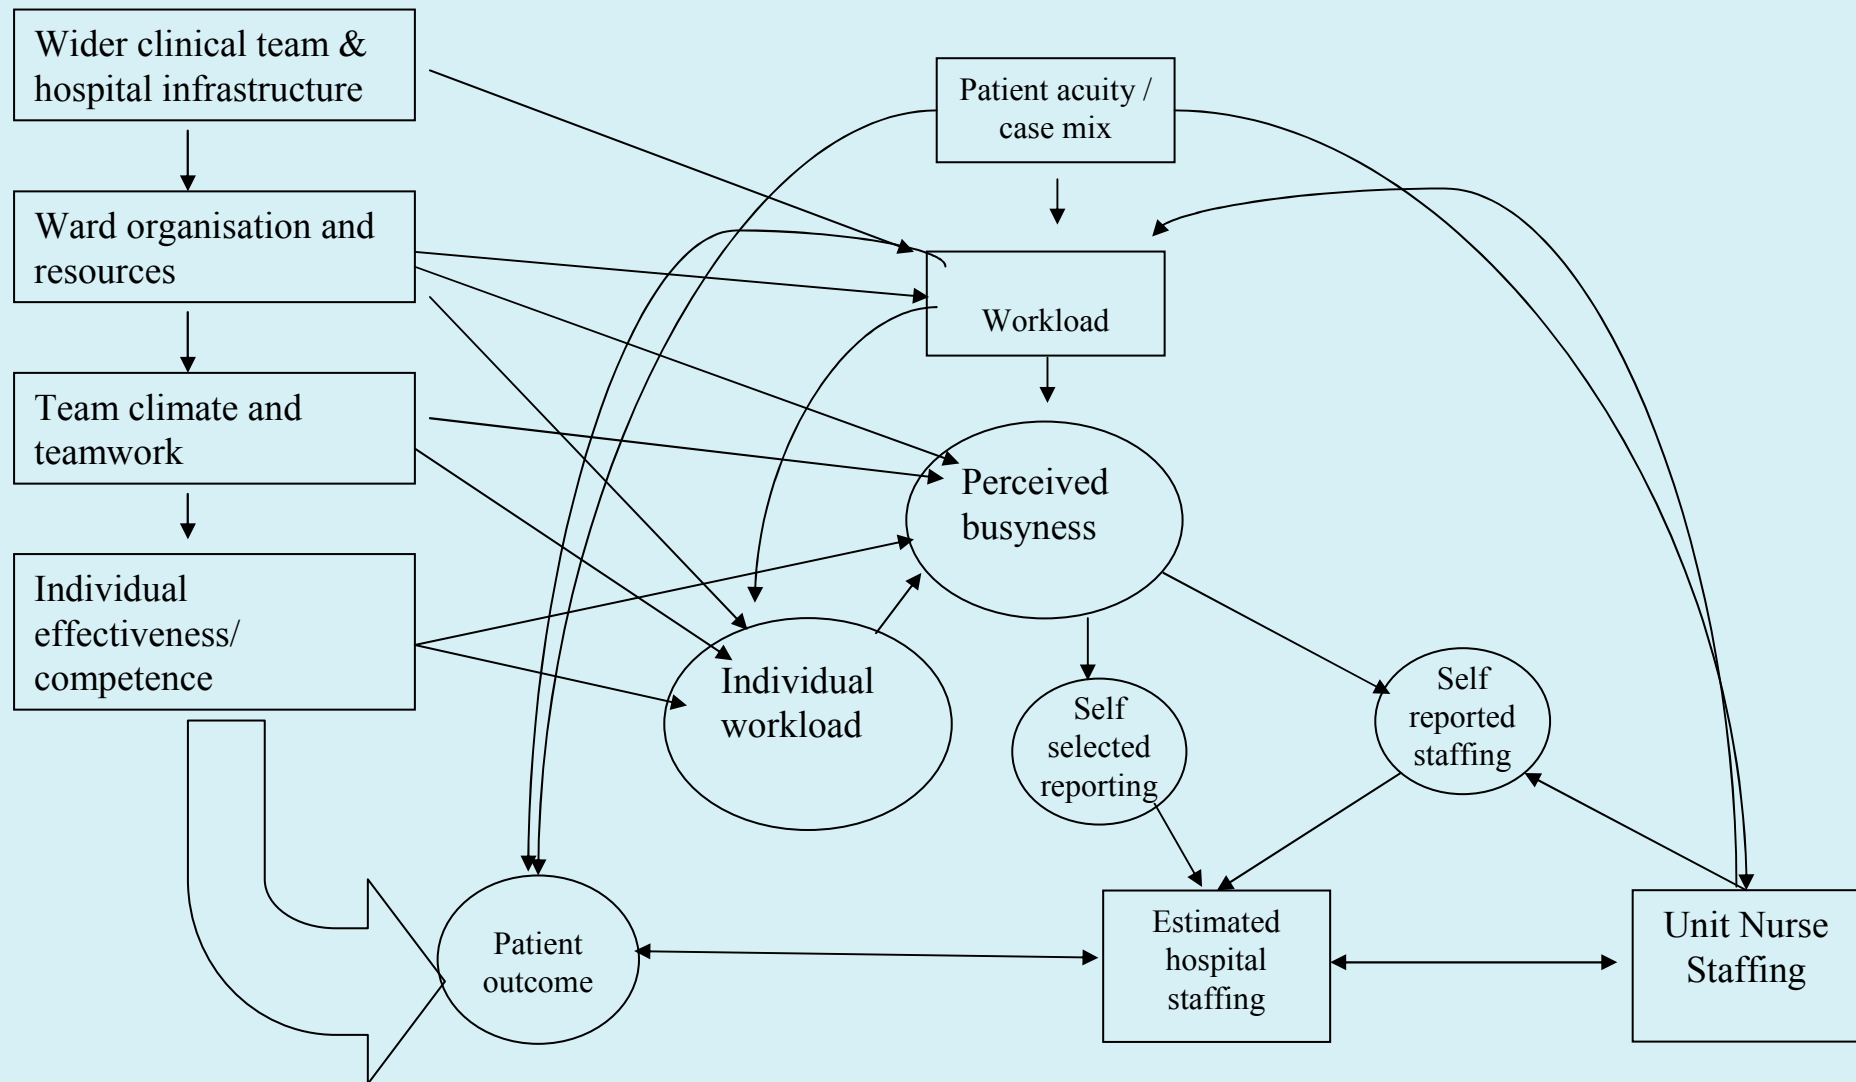 Wider clinical team &
hospital infrastructure
Patient acuity /
case mix
Ward organisation and
resources
Workload
Team climate and
teamwork
Perceived
busyness
Individual
effectiveness/
competence
Individual
workload
Self
selected
reporting
Self
reported
staffing
Patient
outcome
Estimated
hospital
staffing
Unit Nurse
Staffing